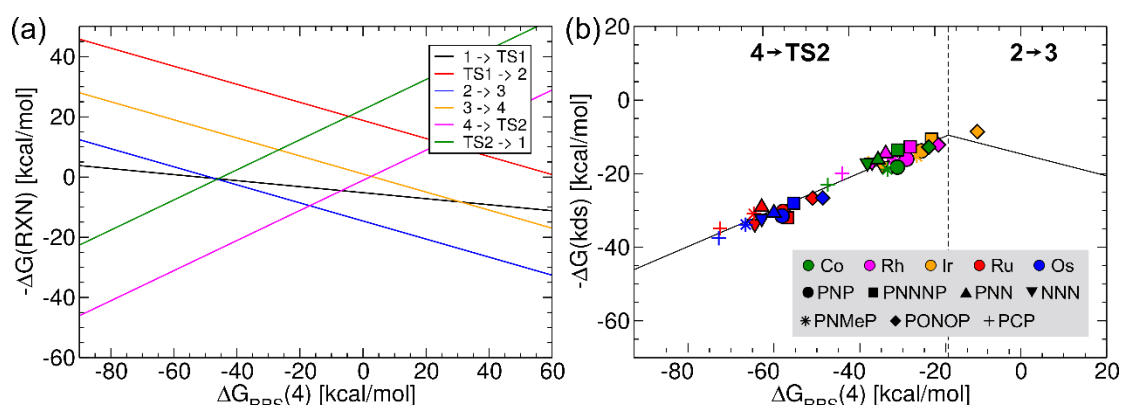 (a)
-ΔG(RXN) [kcal/mol]
40
20
0
-20
-40
-60
-80 -60 -40 -20 0 20 40 60
1 -> TS1
TS1 -> 2
2 -> 3
3 -> 4
4 -> TS2
TS2 -> 1
(b)
-ΔG(kds) [kcal/mol]
20
0
-20
-40
-60
-80 -60 -40 -20 0 20
4→TS2 2→3
Co Rh Ir Ru Os
PNP PNNNP PNN NNN
PNMeP PONOP PCP
ΔG (4) [kcal/mol]
ΔG (4) [kcal/mol]